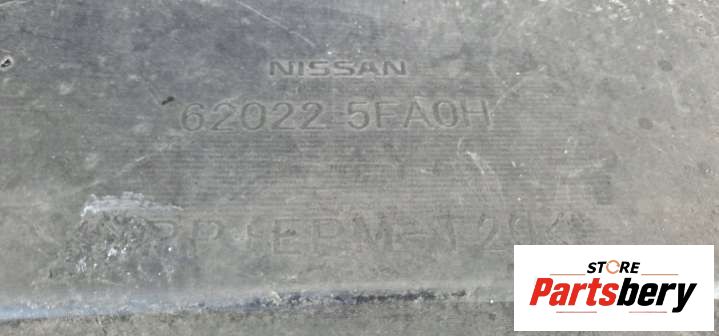 NISSAN
62022 5FA0H
STORE
Partsbery